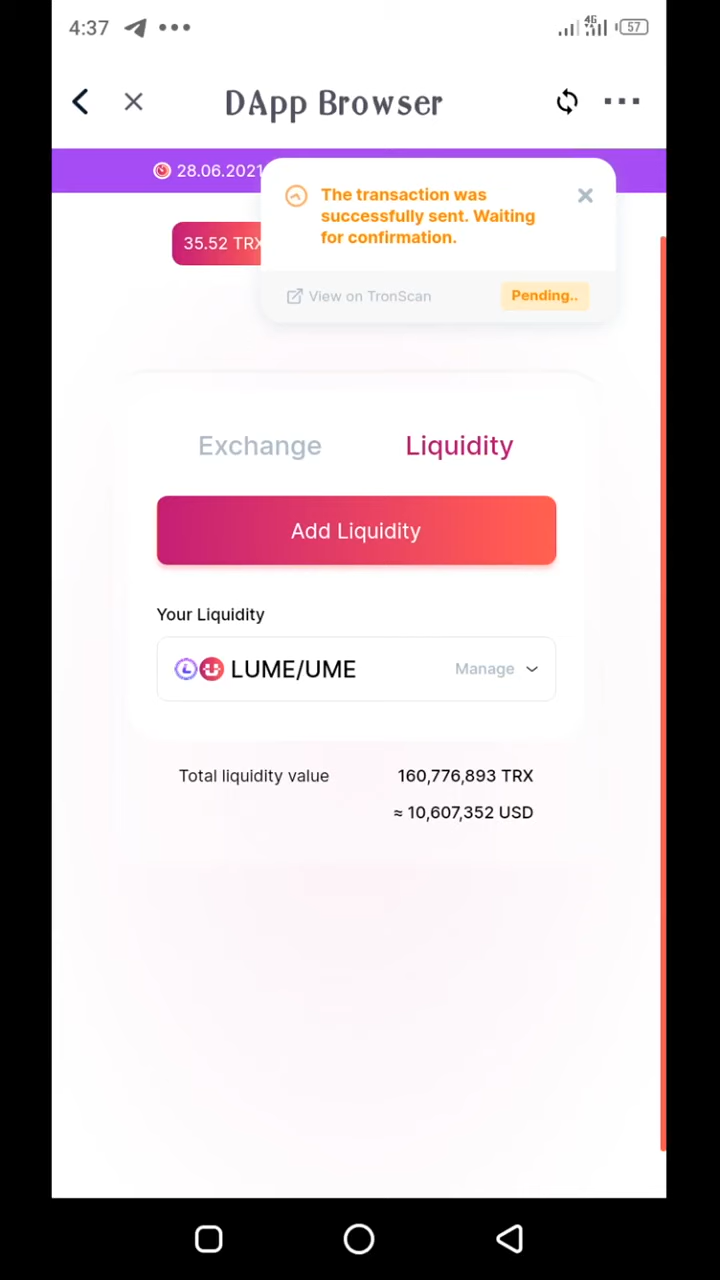 4:37
4G
57
DApp Browser
28.06.2021
35.52 TRX
The transaction was
successfully sent. Waiting
for confirmation.
View on TronScan
Pending..
Exchange
Liquidity
Add Liquidity
Your Liquidity
LUME/UME
Manage
Total liquidity value
160,776,893 TRX
≈ 10,607,352 USD